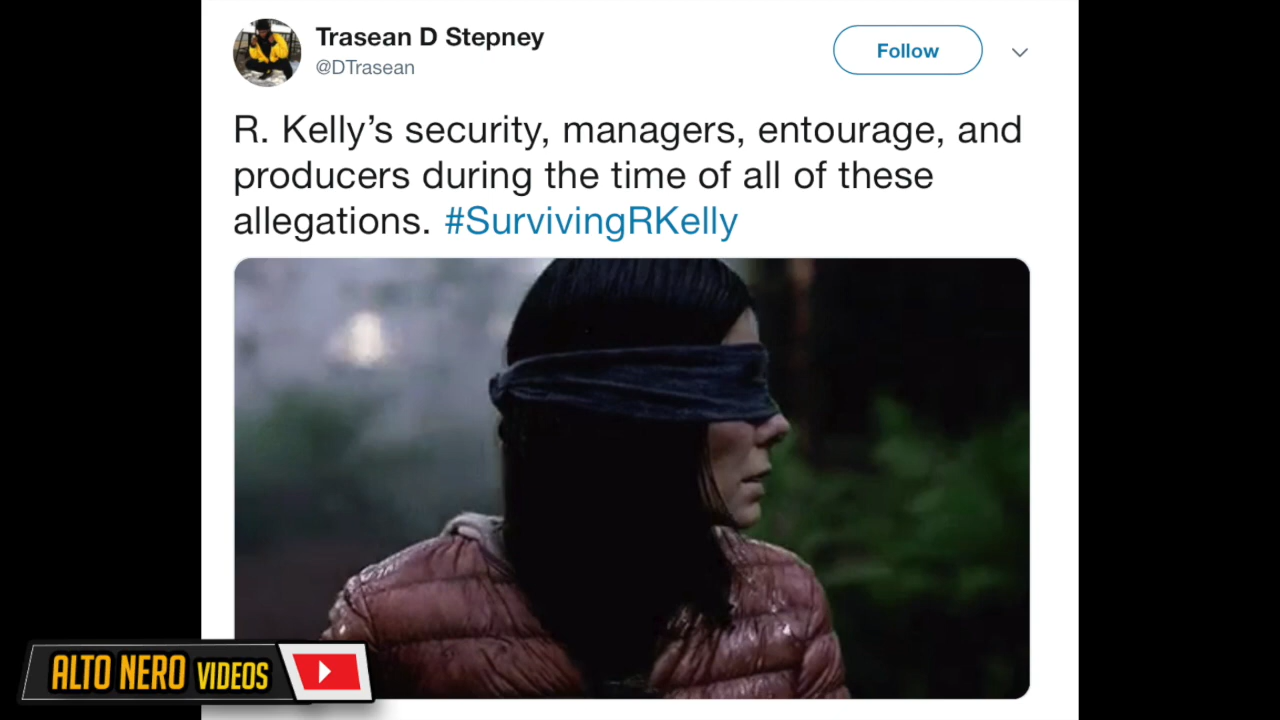 Trasean D Stepney
@DTrasean
Follow
R. Kelly’s security, managers, entourage, and
producers during the time of all of these
allegations. #SurvivingRKelly
ALTO NERO VIDEOS